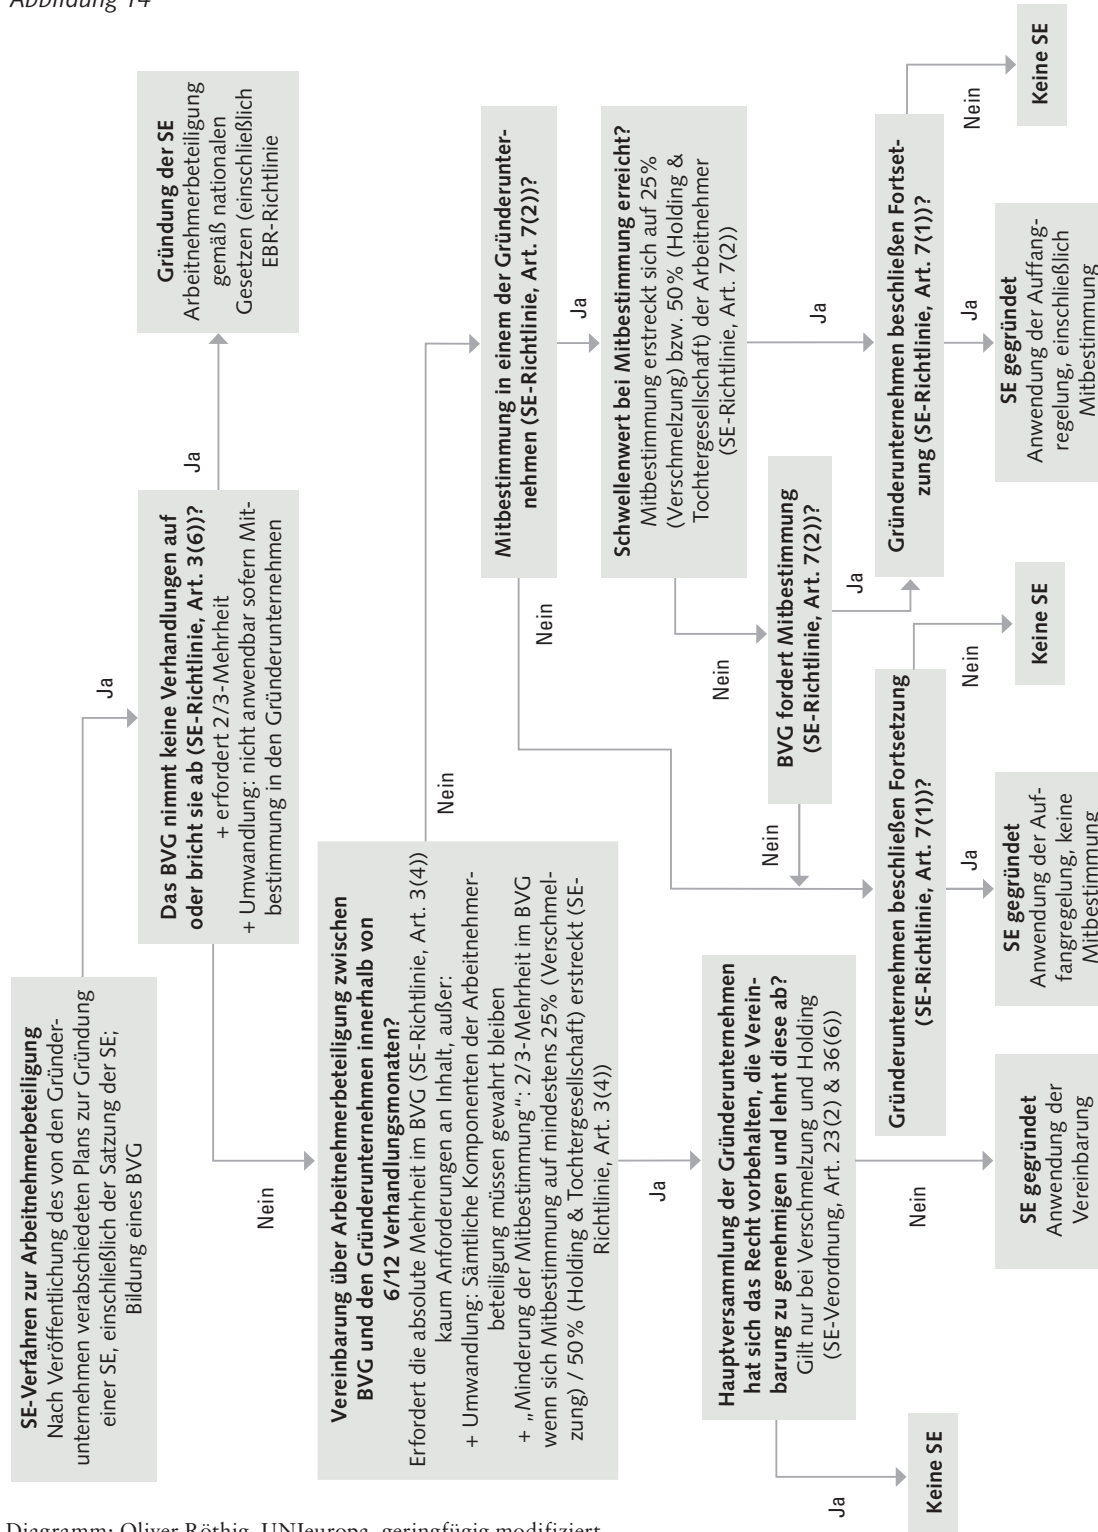 Abbildung 14
SE-Verfahren zur Arbeitnehmerbeteiligung
Nach Veröffentlichung des von den Gründer-
unternehmen verabschiedeten Plans zur Gründung
einer SE, einschließlich der Satzung der SE;
Bildung eines BVG
Ja
Das BVG nimmt keine Verhandlungen auf
oder bricht sie ab (SE-Richtlinie, Art. 3(6))?
+ erfordert 2/3-Mehrheit
+ Umwandlung: nicht anwendbar sofern Mit-
bestimmung in den Gründerunternehmen
Ja
Gründung der SE
Arbeitnehmerbeteiligung
gemäß nationalen
Gesetzen (einschließlich
EBR-Richtlinie
Nein
Vereinbarung über Arbeitnehmerbeteiligung zwischen
BVG und den Gründerunternehmen innerhalb von
6/12 Verhandlungsmonaten?
Erfordert die absolute Mehrheit im BVG (SE-Richtlinie, Art. 3(4))
kaum Anforderungen an Inhalt, außer:
+ Umwandlung: Sämtliche Komponenten der Arbeitnehmer-
beteiligung müssen gewahrt bleiben
+ „Minderung der Mitbestimmung“: 2/3-Mehrheit im BVG
wenn sich Mitbestimmung auf mindestens 25% (Verschmel-
zung) / 50% (Holding & Tochtergesellschaft) erstreckt (SE-
Richtlinie, Art. 3(4))
Nein
Mitbestimmung in einem der Gründerunter-
nehmen (SE-Richtlinie, Art. 7(2))?
Ja
Nein
Schwellenwert bei Mitbestimmung erreicht?
Mitbestimmung erstreckt sich auf 25%
(Verschmelzung) bzw. 50% (Holding &
Tochtergesellschaft) der Arbeitnehmer
(SE-Richtlinie, Art. 7(2))
Ja
Nein
BVG fordert Mitbestimmung
(SE-Richtlinie, Art. 7(2))?
Ja
Nein
Ja
Hauptversammlung der Gründerunternehmen
hat sich das Recht vorbehalten, die Verein-
barung zu genehmigen und lehnt diese ab?
Gilt nur bei Verschmelzung und Holding
(SE-Verordnung, Art. 23(2) & 36(6))
Ja
Keine SE
Nein
SE gegründet
Anwendung der
Vereinbarung
Gründerunternehmen beschließen Fortsetzung
(SE-Richtlinie, Art. 7(1))?
Ja
SE gegründet
Anwendung der Auf-
fangregelung, keine
Mitbestimmung
Nein
Keine SE
Gründerunternehmen beschließen Fortset-
zung (SE-Richtlinie, Art. 7(1))?
Ja
SE gegründet
Anwendung der Auffang-
regelung, einschließlich
Mitbestimmung
Nein
Keine SE
Diagramm: Oliver Röthig, UNIeuropa, geringfügig modifiziert